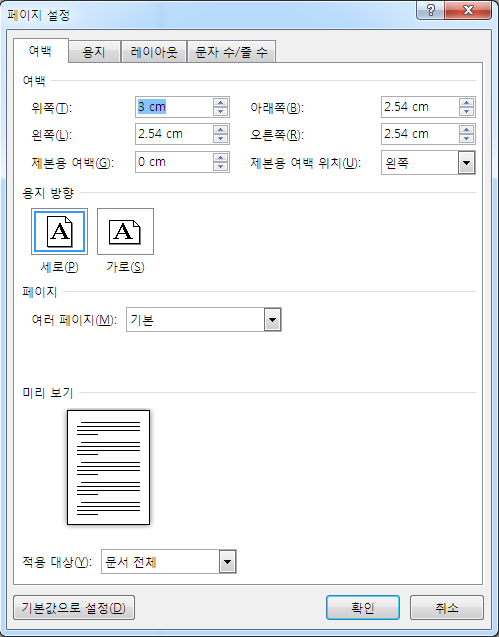 페이지 설정
여백 용지 레이아웃 문자 수/줄 수
여백
위쪽(T): 3 cm 아래쪽(B): 2.54 cm
왼쪽(L): 2.54 cm 오른쪽(R): 2.54 cm
제본용 여백(G): 0 cm 제본용 여백 위치(U): 왼쪽
용지 방향
A A
세로(P) 가로(S)
페이지
여러 페이지(M): 기본
미리 보기
적용 대상(Y): 문서 전체
기본값으로 설정(D) 확인 취소